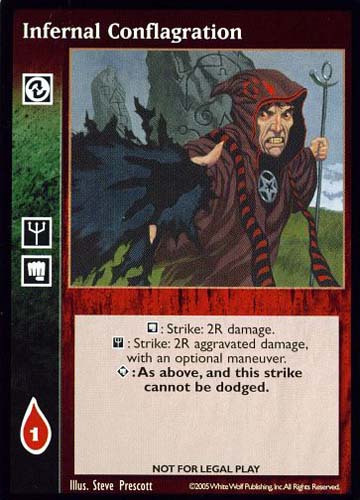 Infernal Conflagration
: Strike: 2R damage.
: Strike: 2R aggravated damage,
with an optional maneuver.
: As above, and this strike
cannot be dodged.
1
NOT FOR LEGAL PLAY
Illus. Steve Prescott
©2005 White Wolf Publishing, Inc. All Rights Reserved.